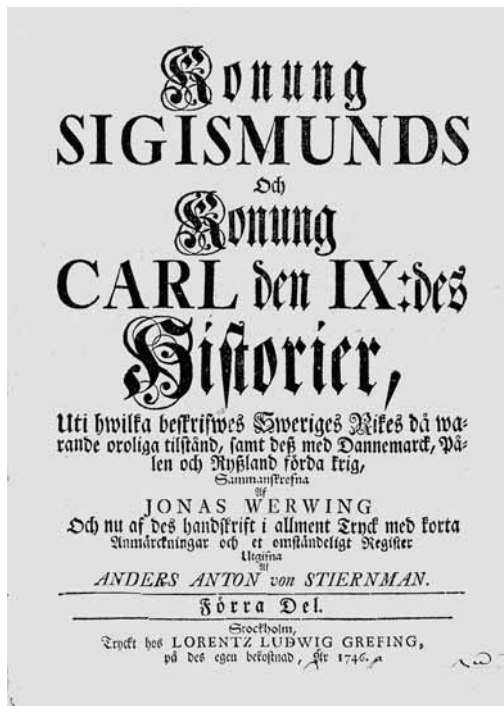 Konung
SIGISMUNDS
Och
Konung
CARL den IX:des
Historier,
Uti hwilka beskrifwes Sweriges Rikes då wa-
rande oroliga tilstånd, samt deß med Dannemarck, På-
len och Ryßland förda krig,
Sammanskrefna
Af
JONAS WERWING
Och nu af des handskrift i allment Tryck med korta
Anmärckningar och et omständeligt Register
Utgifna
Af
ANDERS ANTON von STIERNMAN.
Förra Del.
Stockholm,
Tryckt hos LORENTZ LUDWIG GREFING,
på des egen bekostnad, År 1746.